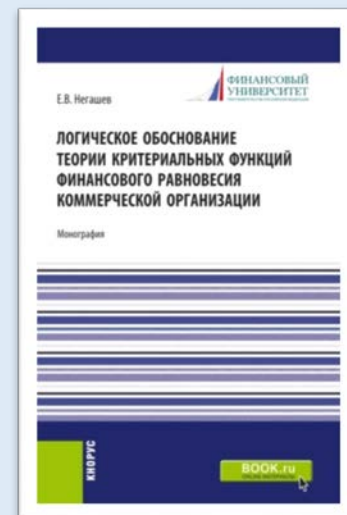 Е.В. Негашев
ФИНАНСОВЫЙ
УНИВЕРСИТЕТ
ЛОГИЧЕСКОЕ ОБОСНОВАНИЕ
ТЕОРИИ КРИТЕРИАЛЬНЫХ ФУНКЦИЙ
ФИНАНСОВОГО РАВНОВЕСИЯ
КОММЕРЧЕСКОЙ ОРГАНИЗАЦИИ
Монография
КНОРУС
BOOK.ru